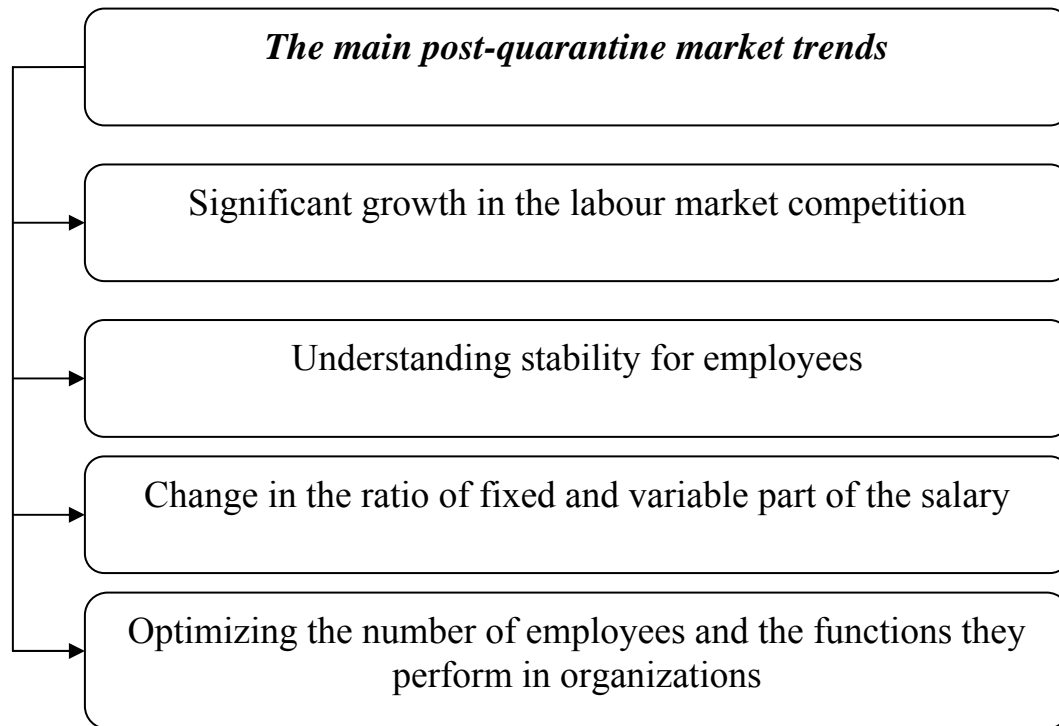 The main post-quarantine market trends
Significant growth in the labour market competition
Understanding stability for employees
Change in the ratio of fixed and variable part of the salary
Optimizing the number of employees and the functions they
perform in organizations